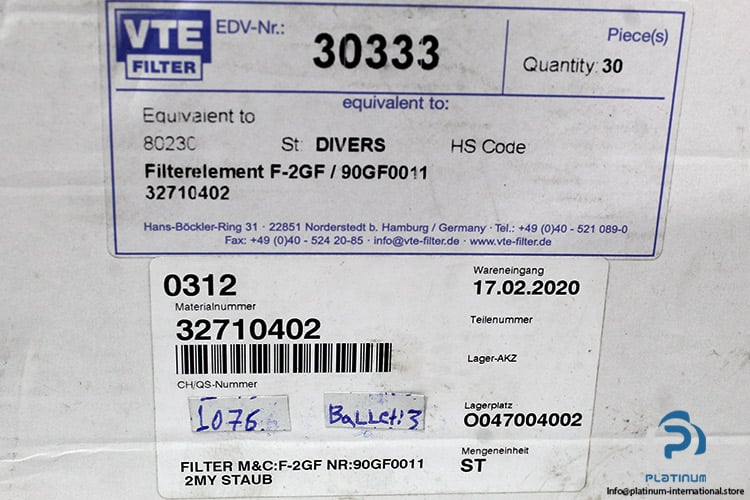 VTE
FILTER
EDV-Nr.:
30333
Piece(s)
Quantity: 30
equivalent to:
Equivalent to
80230 St: DIVERS HS Code
Filterelement F-2GF / 90GF0011
32710402
Hans-Böckler-Ring 31 · 22851 Norderstedt b. Hamburg / Germany · Tel.: +49 (0)40 - 521 089-0
Fax: +49 (0)40 - 524 20-85 · info@vte-filter.de · www.vte-filter.de
0312
Materialnummer
32710402
CH/QS-Nummer
1076
Ballet:3
FILTER M&C:F-2GF NR:90GF0011
2MY STAUB
Wareneingang
17.02.2020
Teilenummer
Lager-AKZ
Lagerplatz
O047004002
Mengeneinheit
ST
PLATINUM
Info@platinum-international.store